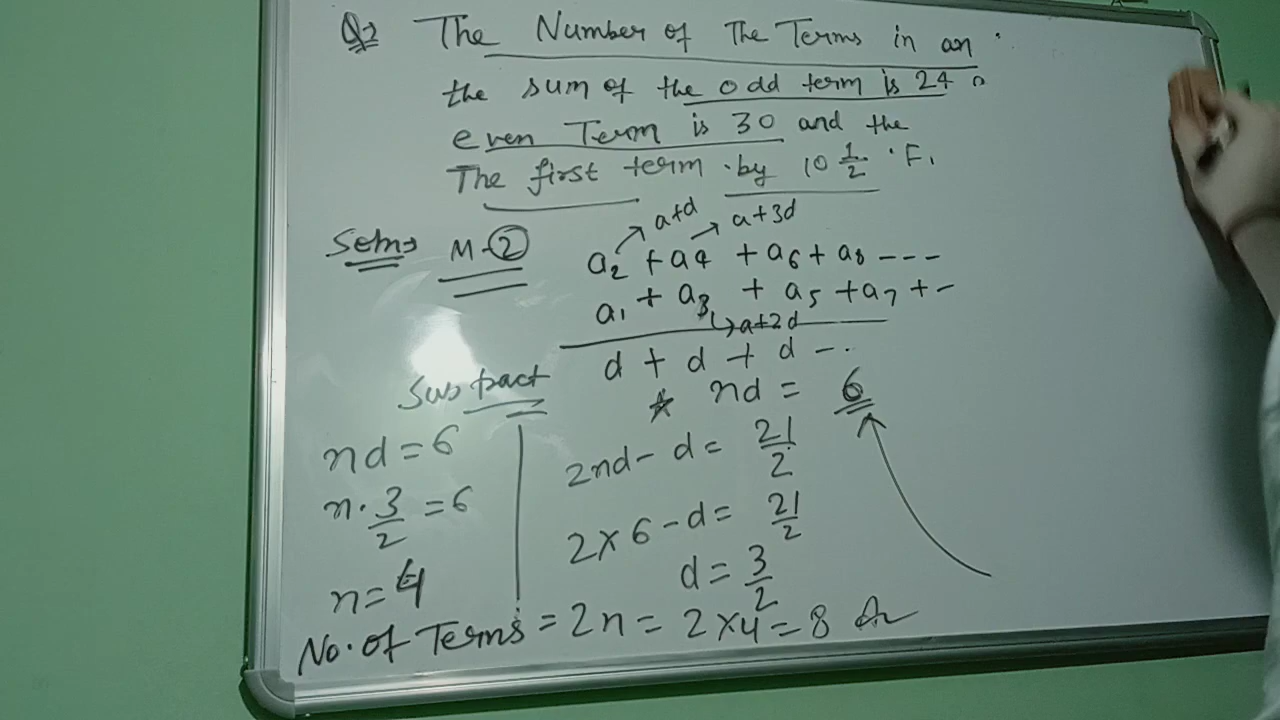 Q2 The Number of The Terms in an
the sum of the odd term is 24
even Term is 30 and the
The first term by 10 1/2 . F.
Soln M-②
a+d a+3d
a₂ + a₄ + a₆ + a₈ ---
a₁ + a₃ + a₅ + a₇ + -
a+2d
d + d + d -..
Subtract
* nd = 6
nd = 6
n · 3/2 = 6
n = 4
2nd - d = 21/2
2 × 6 - d = 21/2
d = 3/2
No. of Terms = 2n = 2 × 4 = 8 A